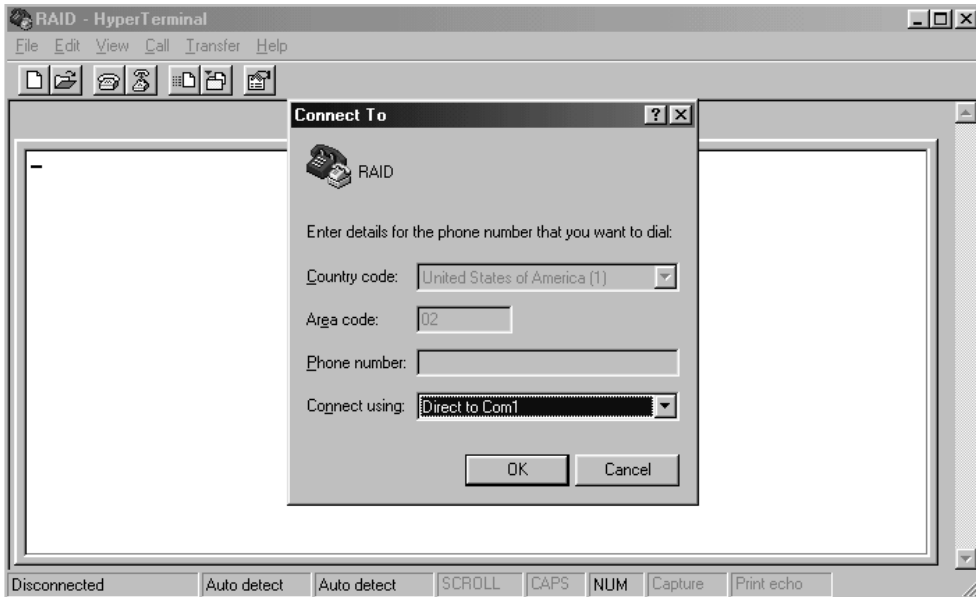 RAID - HyperTerminal
File Edit View Call Transfer Help
Connect To
RAID
Enter details for the phone number that you want to dial:
Country code: United States of America (1)
Area code: 02
Phone number:
Connect using: Direct to Com1
OK Cancel
Disconnected Auto detect Auto detect SCROLL CAPS NUM Capture Print echo